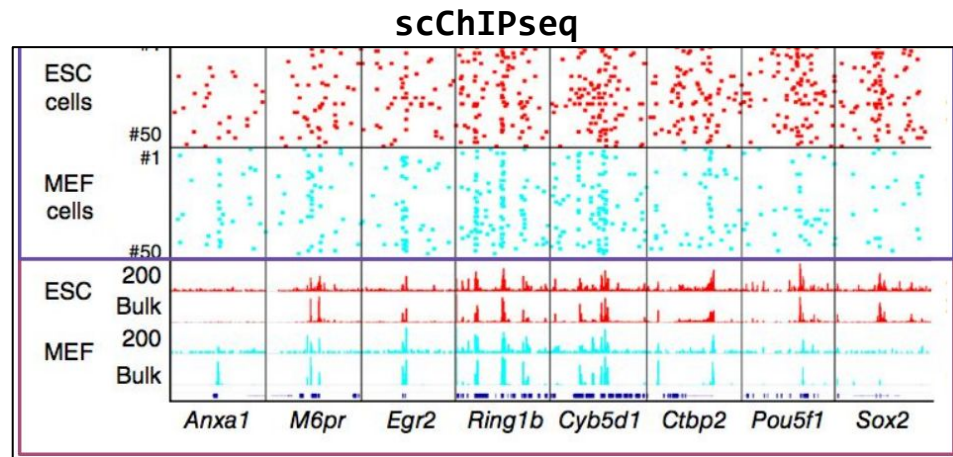 scChIPseq
ESC
cells
#50
#1
MEF
cells
#50
ESC
200
Bulk
MEF
200
Bulk
Anxa1 M6pr Egr2 Ring1b Cyb5d1 Ctbp2 Pou5f1 Sox2